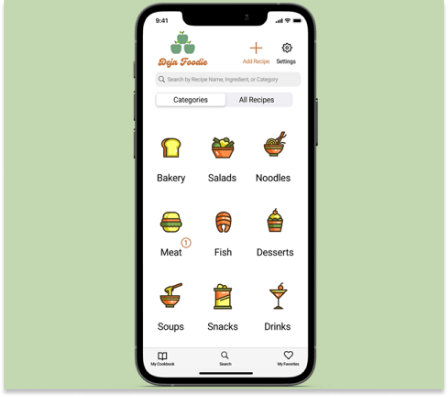 9:41
Deja Foodie
Add Recipe
Settings
Search by Recipe Name, Ingredient, or Category
Categories
All Recipes
Bakery
Salads
Noodles
Meat
1
Fish
Desserts
Soups
Snacks
Drinks
My Cookbook
Search
My Favorites